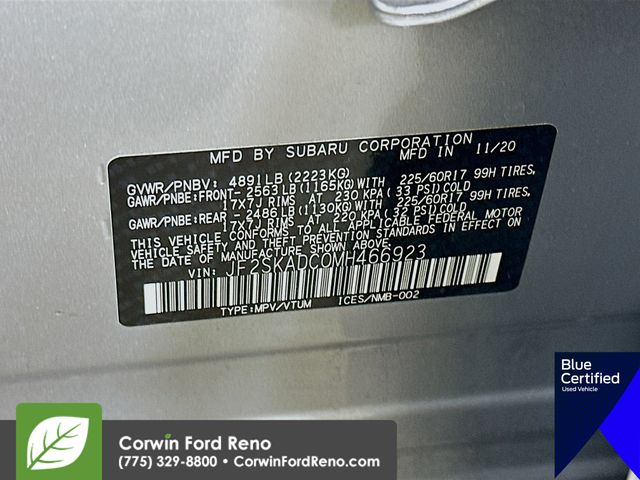 MFD BY SUBARU CORPORATION 11/20
GVWR/PNBV: 4891LB (2223KG)
GAWR/PNBE:FRONT- 2563LB (1165KG)WITH 225/60R17 99H TIRES,
17X7J RIMS AT 230 KPA (33 PSI)COLD
GAWR/PNBE:REAR -2486LB(1130KG)WITH 225/60R17 99H TIRES,
17X7J RIMS AT 220 KPA (32 PSI)COLD
THIS VEHICLE CONFORMS TO ALL APPLICABLE FEDERAL MOTOR
VEHICLE SAFETY AND THEFT PREVENTION STANDARDS IN EFFECT ON
THE DATE OF MANUFACTURE SHOWN ABOVE.
VIN: JF2SKADC0MH466923
TYPE:MPV/VTUM ICES/NMB-002
Blue
Certified
Used Vehicle
Corwin Ford Reno
(775) 329-8800 • CorwinFordReno.com